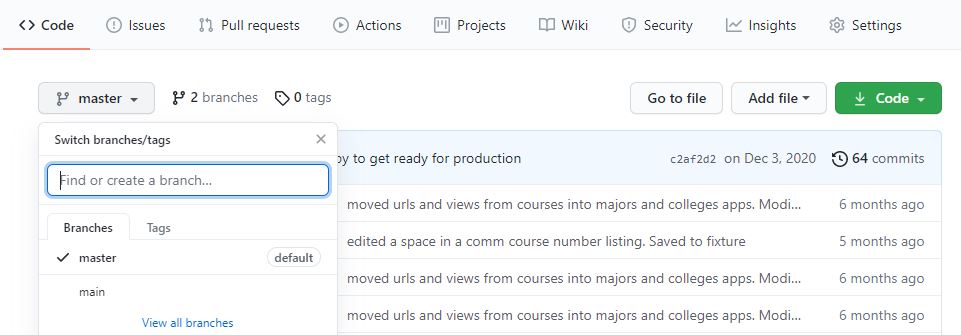 Code Issues Pull requests Actions Projects Wiki Security Insights Settings
master 2 branches 0 tags Go to file Add file Code
Switch branches/tags
Find or create a branch...
Branches Tags
master default
main
View all branches
to get ready for production c2af2d2 on Dec 3, 2020 64 commits
moved urls and views from courses into majors and colleges apps. Modi... 6 months ago
edited a space in a comm course number listing. Saved to fixture 5 months ago
moved urls and views from courses into majors and colleges apps. Modi... 6 months ago
moved urls and views from courses into majors and colleges apps. Modi... 6 months ago